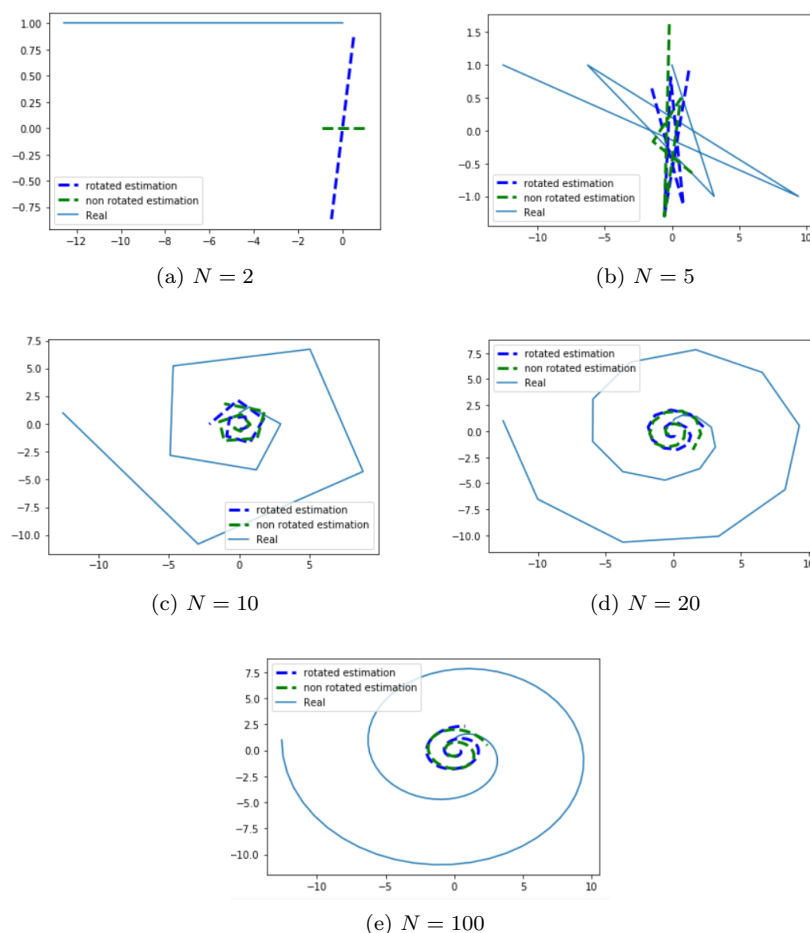 1.00
0.75
0.50
0.25
0.00
−0.25
−0.50
−0.75
rotated estimation
non rotated estimation
Real
−12 −10 −8 −6 −4 −2 0
(a) N = 2
1.5
1.0
0.5
0.0
−0.5
−1.0
rotated estimation
non rotated estimation
Real
−10 −5 0 5 10
(b) N = 5
7.5
5.0
2.5
0.0
−2.5
−5.0
−7.5
−10.0
rotated estimation
non rotated estimation
Real
−10 −5 0 5
(c) N = 10
7.5
5.0
2.5
0.0
−2.5
−5.0
−7.5
−10.0
rotated estimation
non rotated estimation
Real
−10 −5 0 5 10
(d) N = 20
7.5
5.0
2.5
0.0
−2.5
−5.0
−7.5
−10.0
rotated estimation
non rotated estimation
Real
−10 −5 0 5 10
(e) N = 100